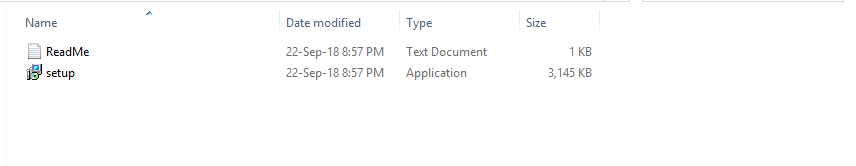 Name Date modified Type Size
ReadMe 22-Sep-18 8:57 PM Text Document 1 KB
setup 22-Sep-18 8:57 PM Application 3,145 KB